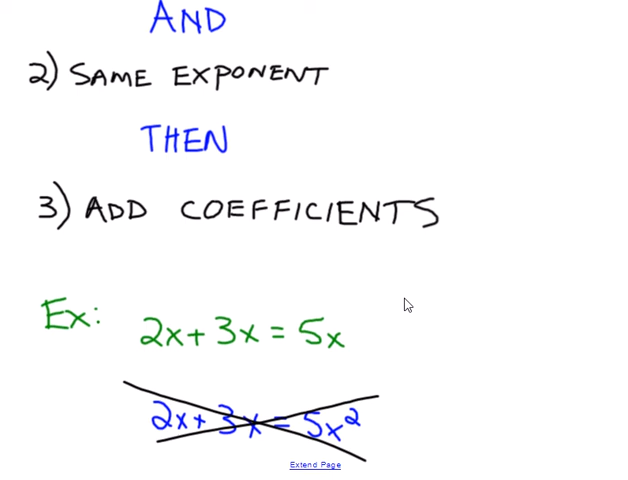 AND
2) SAME EXPONENT
THEN
3) ADD COEFFICIENTS
Ex: 2x + 3x = 5x
2x + 3x = 5x²
Extend Page